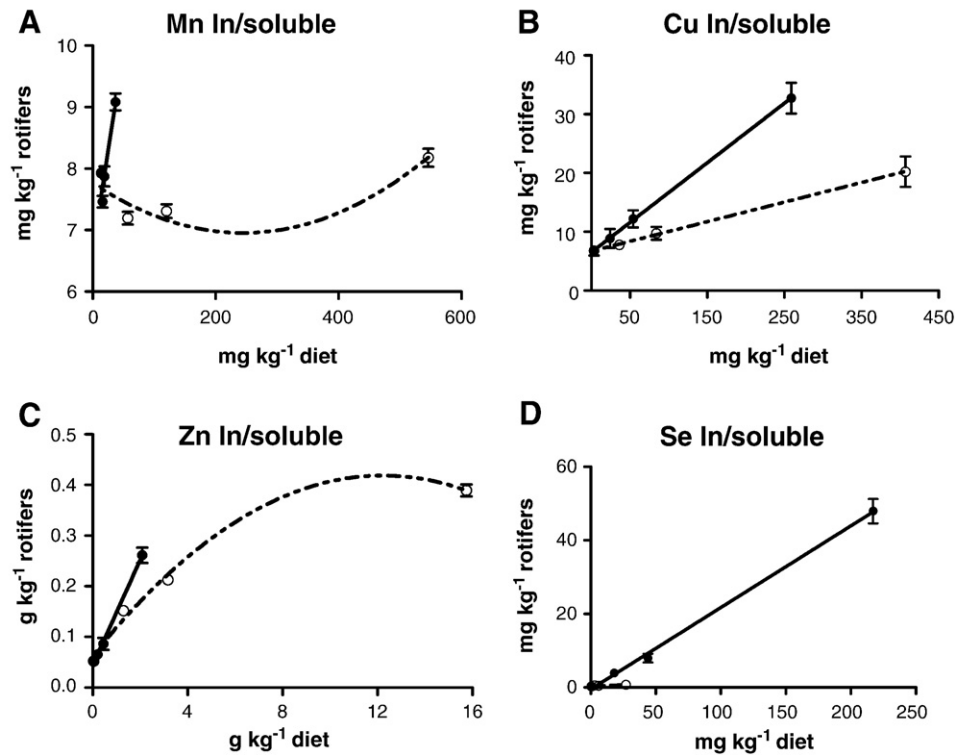 A
Mn In/soluble
10
9
8
7
6
mg kg⁻¹ rotifers
0
200
400
600
mg kg⁻¹ diet
B
Cu In/soluble
40
30
20
10
0
mg kg⁻¹ rotifers
50
150
250
350
450
mg kg⁻¹ diet
C
Zn In/soluble
0.5
0.4
0.3
0.2
0.1
0.0
g kg⁻¹ rotifers
0
4
8
12
16
g kg⁻¹ diet
D
Se In/soluble
60
40
20
0
mg kg⁻¹ rotifers
0
50
100
150
200
250
mg kg⁻¹ diet